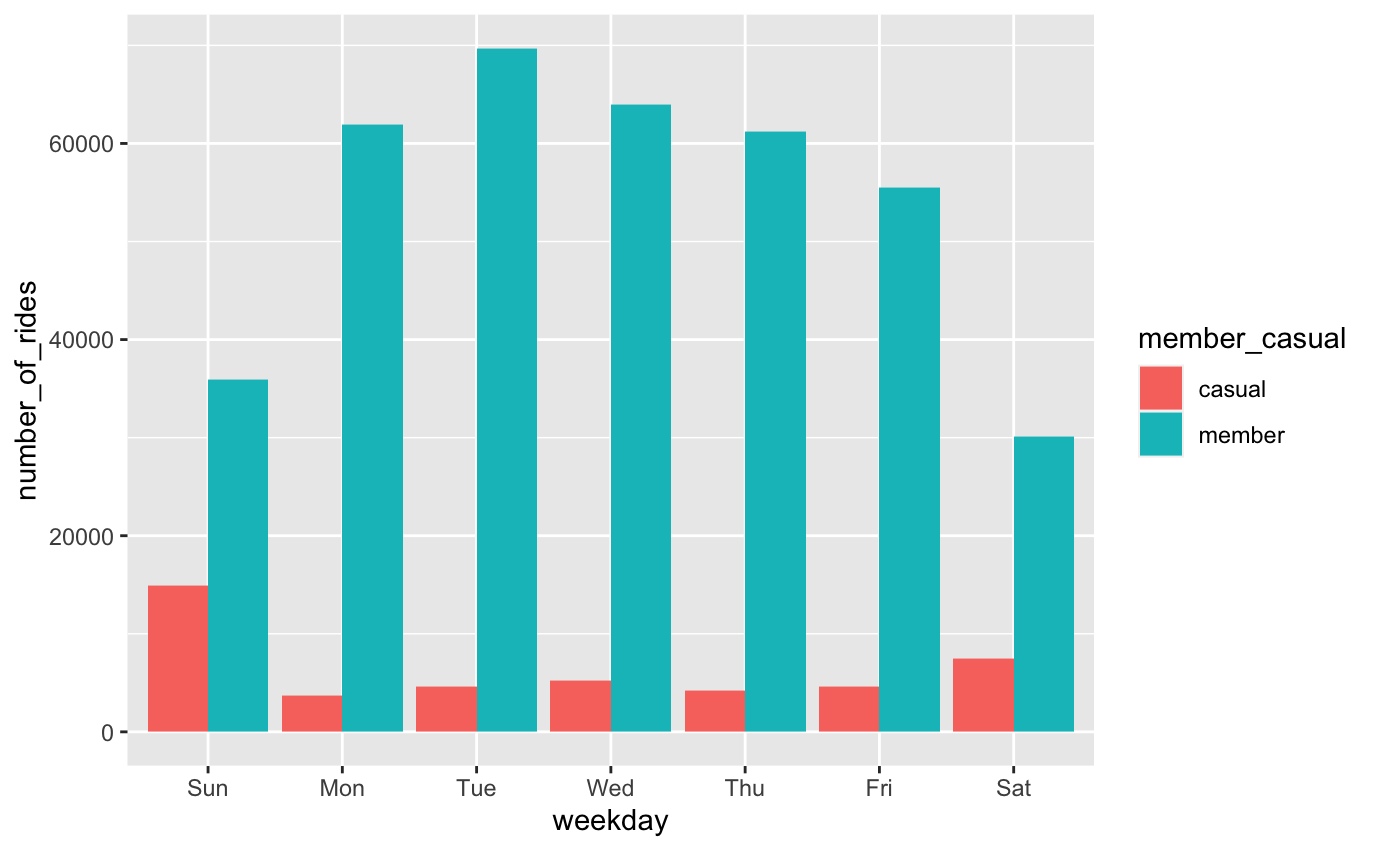 number_of_rides
60000
40000
20000
0
Sun Mon Tue Wed Thu Fri Sat
weekday
member_casual
casual
member